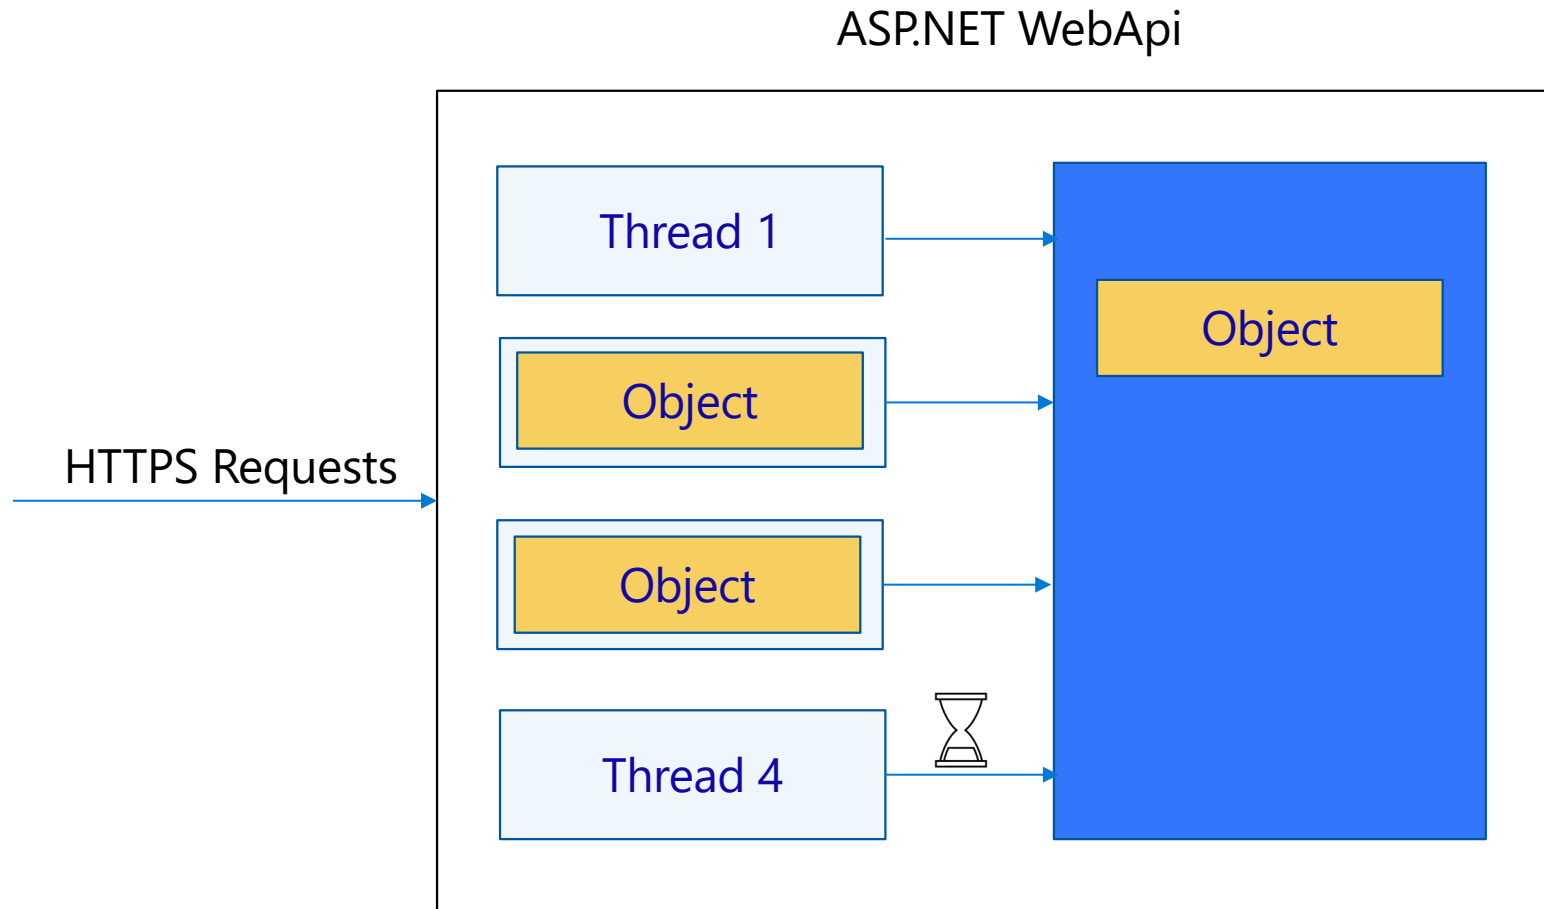 ASP.NET WebApi
Thread 1
Object
Object
HTTPS Requests
Object
Thread 4